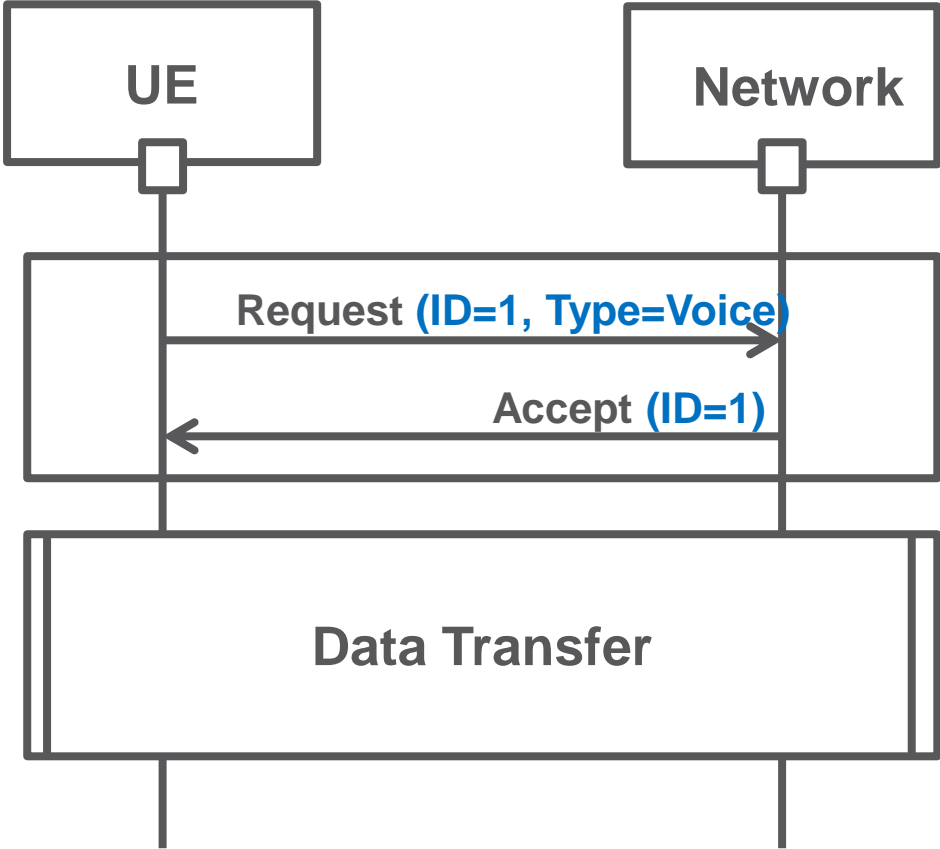 UE
Network
Request (ID=1, Type=Voice)
Accept (ID=1)
Data Transfer